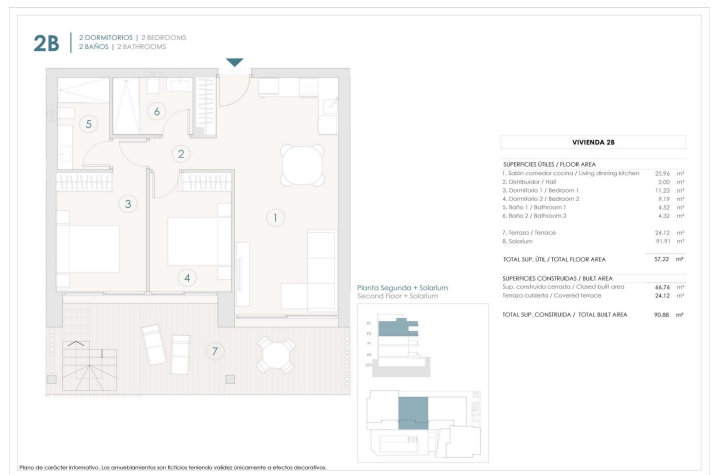 2B
2 DORMITORIOS | 2 BEDROOMS
2 BAÑOS | 2 BATHROOMS
5
6
2
3
4
1
7
Planta Segunda + Solarium
Second Floor + Solarium
VIVIENDA 2B
SUPERFICIES ÚTILES / FLOOR AREA
1. Salón comedor cocina / Living dinning kitchen 25.96 m²
2. Distribuidor / Hall 2.00 m²
3. Dormitorio 1 / Bedroom 1 11.23 m²
4. Dormitorio 2 / Bedroom 2 9.19 m²
5. Baño 1 / Bathroom 1 4.52 m²
6. Baño 2 / Bathroom 2 4.32 m²
7. Terraza / Terrace 24.12 m²
8. Solarium 91.91 m²
TOTAL SUP. ÚTIL / TOTAL FLOOR AREA 57.22 m²
SUPERFICIES CONSTRUIDAS / BUILT AREA
Sup. construida cerrada / Closed built area 66.76 m²
Terraza cubierta / Covered terrace 24.12 m²
TOTAL SUP. CONSTRUIDA / TOTAL BUILT AREA 90.88 m²
Plano de carácter informativo. Los amueblamientos son ficticios teniendo validez únicamente a efectos decorativos.